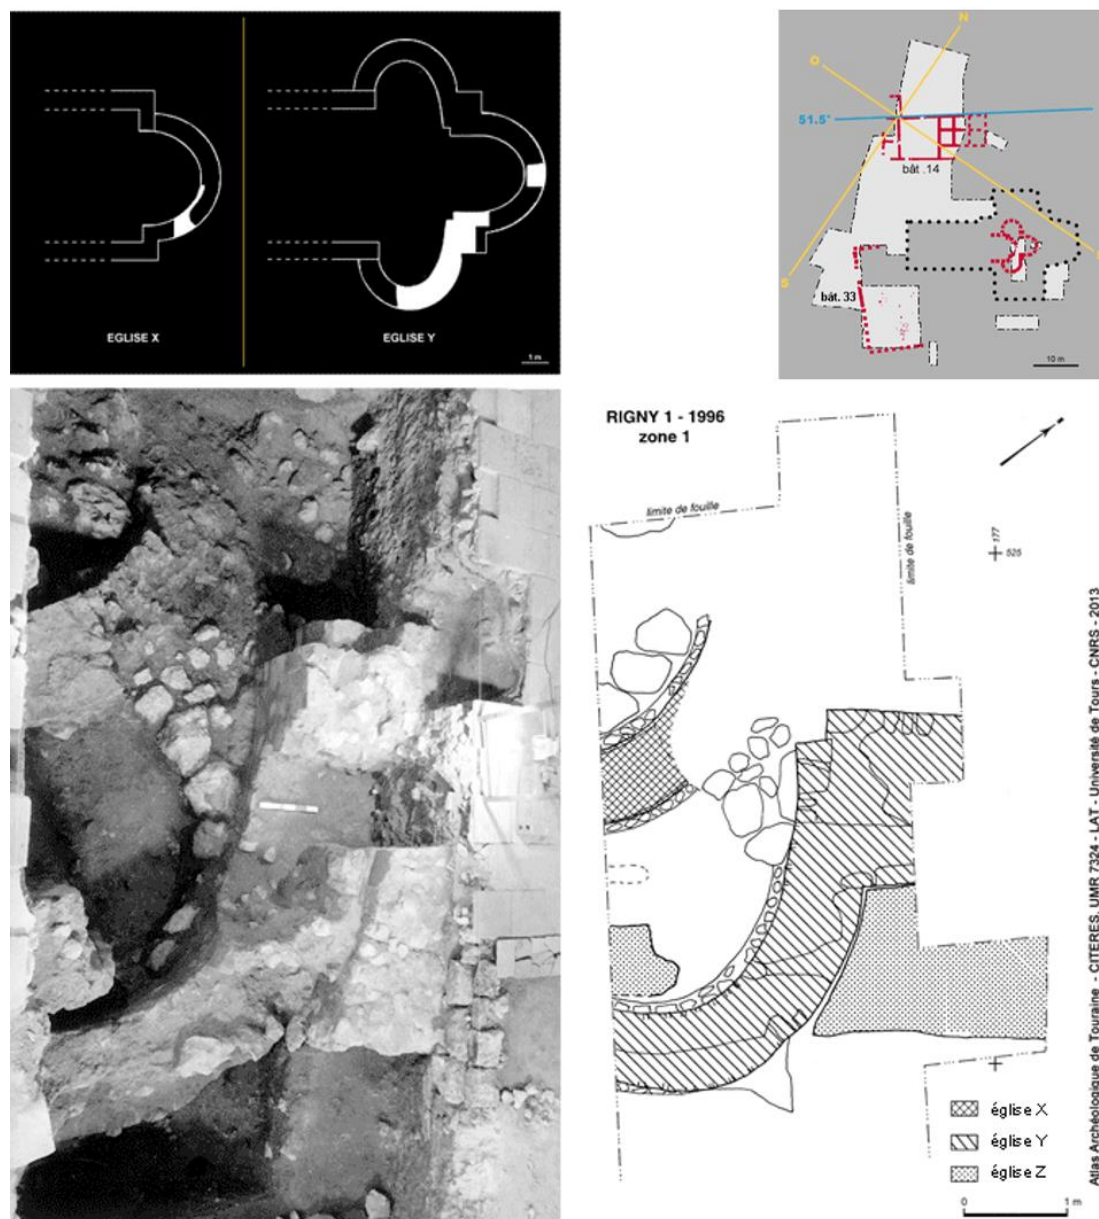 EGLISE X
EGLISE Y
1 m
N
O
51.5°
bât .14
S
E
bât. 33
10 m
RIGNY 1 - 1996
zone 1
limite de fouille
limite de fouille
177
525
église X
église Y
église Z
0 1 m
Atlas Archéologique de Touraine - CITERES, UMR 7324 - LAT - Université de Tours - CNRS - 2013